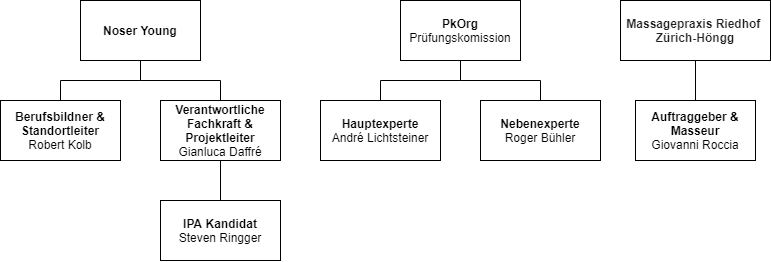 Noser Young
PkOrg
Prüfungskomission
Massagepraxis Riedhof
Zürich-Höngg
Berufsbildner &
Standortleiter
Robert Kolb
Verantwortliche
Fachkraft &
Projektleiter
Gianluca Daffré
Hauptexperte
André Lichtsteiner
Nebenexperte
Roger Bühler
Auftraggeber &
Masseur
Giovanni Roccia
IPA Kandidat
Steven Ringger